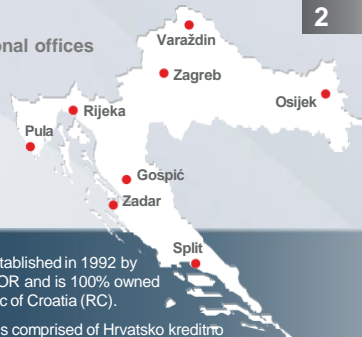 2
onal offices
Varaždin
Zagreb
Osijek
Rijeka
Pula
Gospić
Zadar
Split
tablished in 1992 by
OR and is 100% owned
c of Croatia (RC).
s comprised of Hrvatsko kreditno